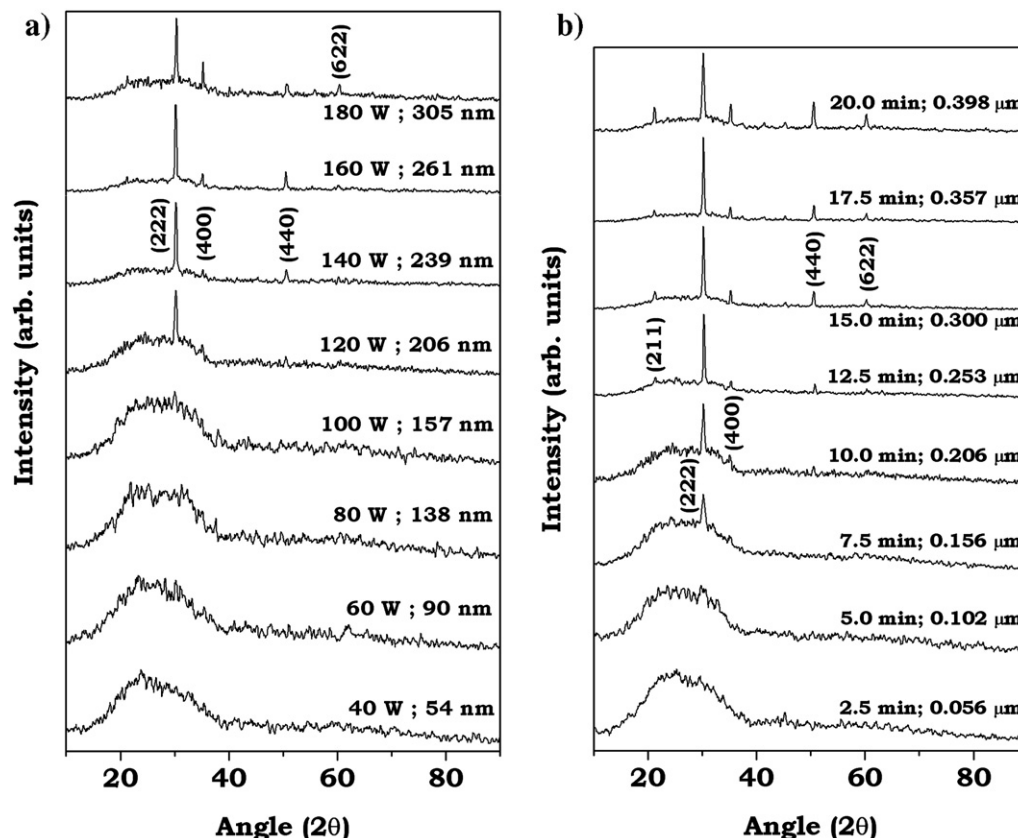 a)
(622)
180 W ; 305 nm
160 W ; 261 nm
(222)
(400)
(440)
140 W ; 239 nm
120 W ; 206 nm
100 W ; 157 nm
80 W ; 138 nm
60 W ; 90 nm
40 W ; 54 nm
20
40
60
80
Angle (2θ)
Intensity (arb. units)
b)
20.0 min; 0.398 μm
17.5 min; 0.357 μm
(440)
(622)
15.0 min; 0.300 μm
(211)
12.5 min; 0.253 μm
(400)
10.0 min; 0.206 μm
(222)
7.5 min; 0.156 μm
5.0 min; 0.102 μm
2.5 min; 0.056 μm
20
40
60
80
Angle (2θ)
Intensity (arb. units)